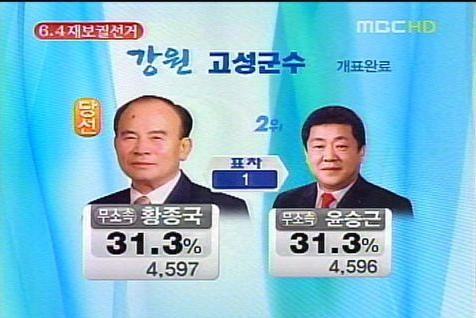 6.4 재보궐선거
MBC HD
강원 고성군수 개표완료
당선
2위
표차
1
무소속 황종국
무소속 윤승근
31.3%
31.3%
4,597
4,596